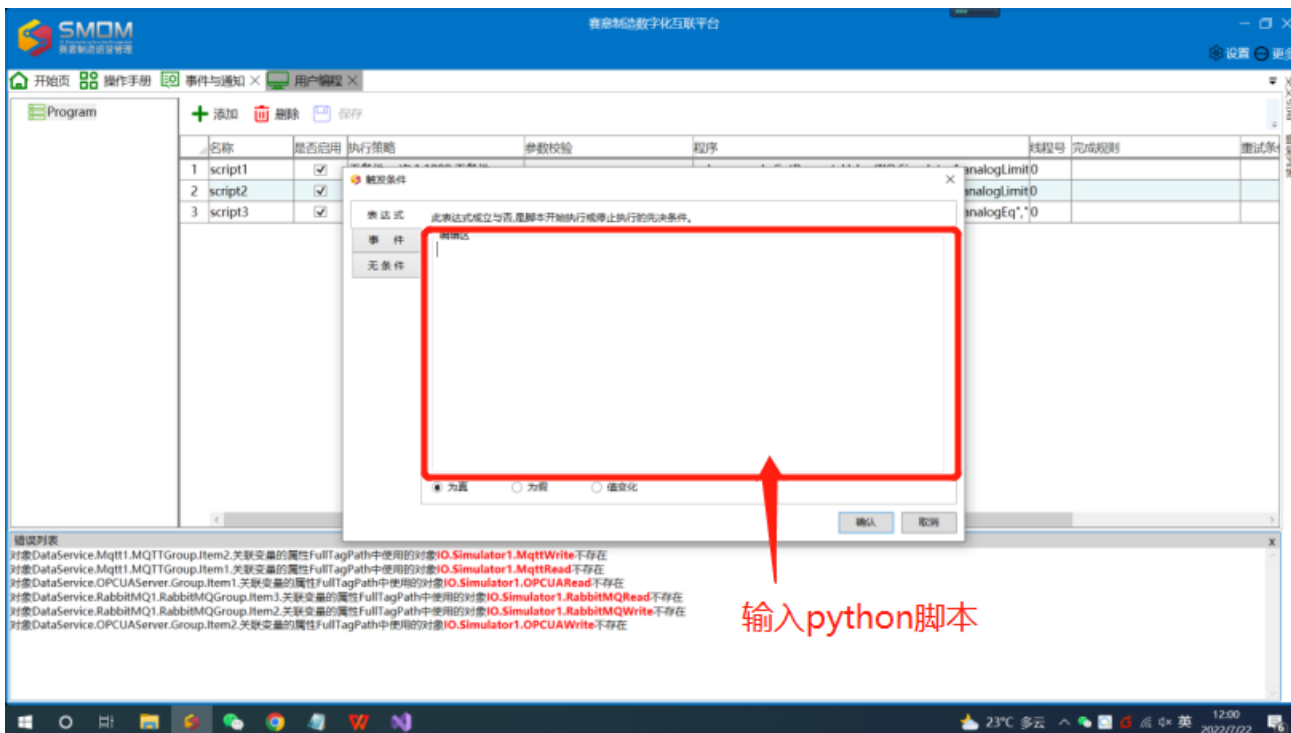 SMOM
赛意制造运营管理
赛意制造数字化互联平台
设置 更多
开始页 操作手册 事件与通知 用户编程
Program
添加 删除 保存
名称 是否启用 执行策略 参数校验 程序 线程号 完成规则 重试条
1 script1 analogLimit 0
2 script2 analogLimit 0
3 script3 analogEq"," 0
触发条件
表达式 此表达式成立与否,是脚本开始执行或停止执行的先决条件。
编辑区
事 件
无条件
为真 为假 值变化
确认 取消
错误列表
对象DataService.Mqtt1.MQTTGroup.Item2.关联变量的属性FullTagPath中使用的对象IO.Simulator1.MqttWrite不存在
对象DataService.Mqtt1.MQTTGroup.Item1.关联变量的属性FullTagPath中使用的对象IO.Simulator1.MqttRead不存在
对象DataService.OPCUAServer.Group.Item1.关联变量的属性FullTagPath中使用的对象IO.Simulator1.OPCUARead不存在
对象DataService.RabbitMQ1.RabbitMQGroup.Item3.关联变量的属性FullTagPath中使用的对象IO.Simulator1.RabbitMQRead不存在
对象DataService.RabbitMQ1.RabbitMQGroup.Item2.关联变量的属性FullTagPath中使用的对象IO.Simulator1.RabbitMQWrite不存在
对象DataService.OPCUAServer.Group.Item2.关联变量的属性FullTagPath中使用的对象IO.Simulator1.OPCUAWrite不存在
输入python脚本
23°C 多云 英 12:00
2022/7/22